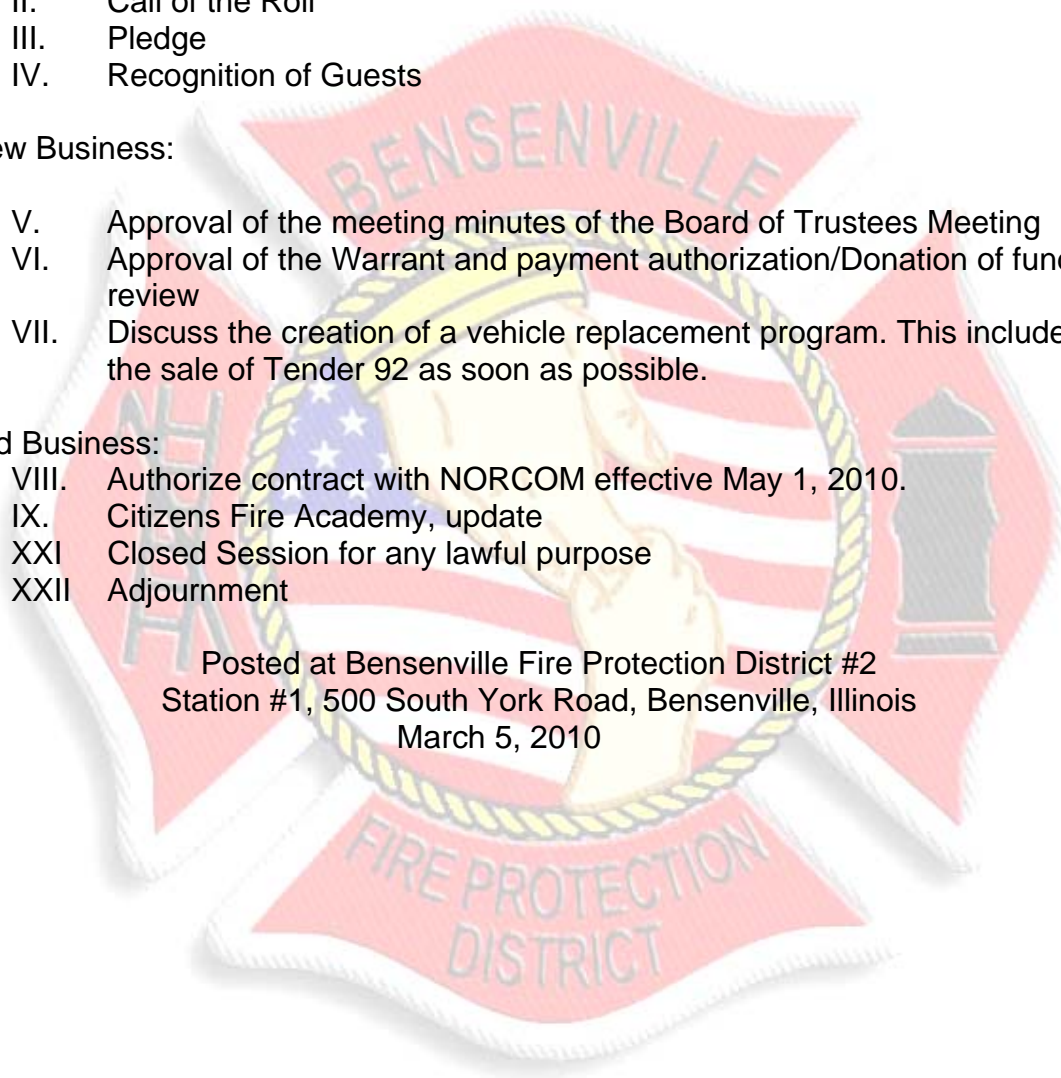 II. Call of the Roll
III. Pledge
IV. Recognition of Guests
BENSENVILLE
ew Business:
V. Approval of the meeting minutes of the Board of Trustees Meeting
VI. Approval of the Warrant and payment authorization/Donation of fun
review
VII. Discuss the creation of a vehicle replacement program. This include
the sale of Tender 92 as soon as possible.
d Business:
VIII. Authorize contract with NORCOM effective May 1, 2010.
IX. Citizens Fire Academy, update
XXI Closed Session for any lawful purpose
XXII Adjournment
Posted at Bensenville Fire Protection District #2
Station #1, 500 South York Road, Bensenville, Illinois
March 5, 2010
FIRE PROTECTION
DISTRICT